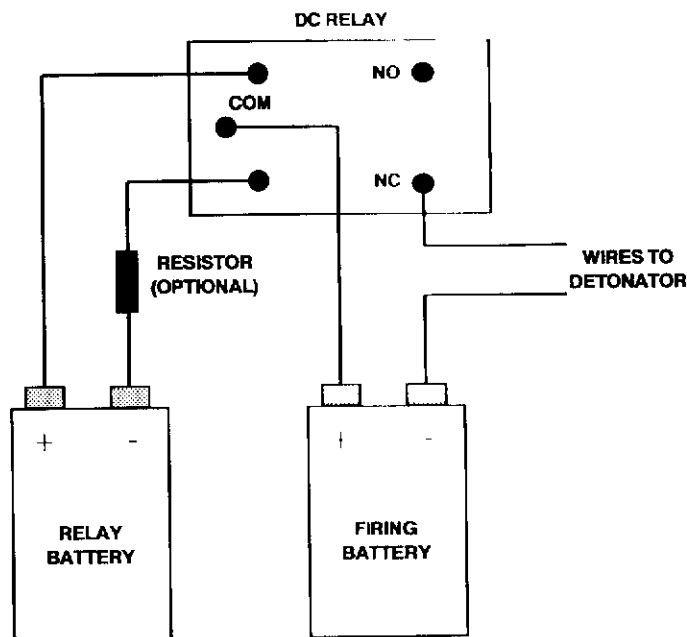 DC RELAY
NO
COM
NC
RESISTOR
(OPTIONAL)
WIRES TO
DETONATOR
+ -
+ -
RELAY
BATTERY
FIRING
BATTERY